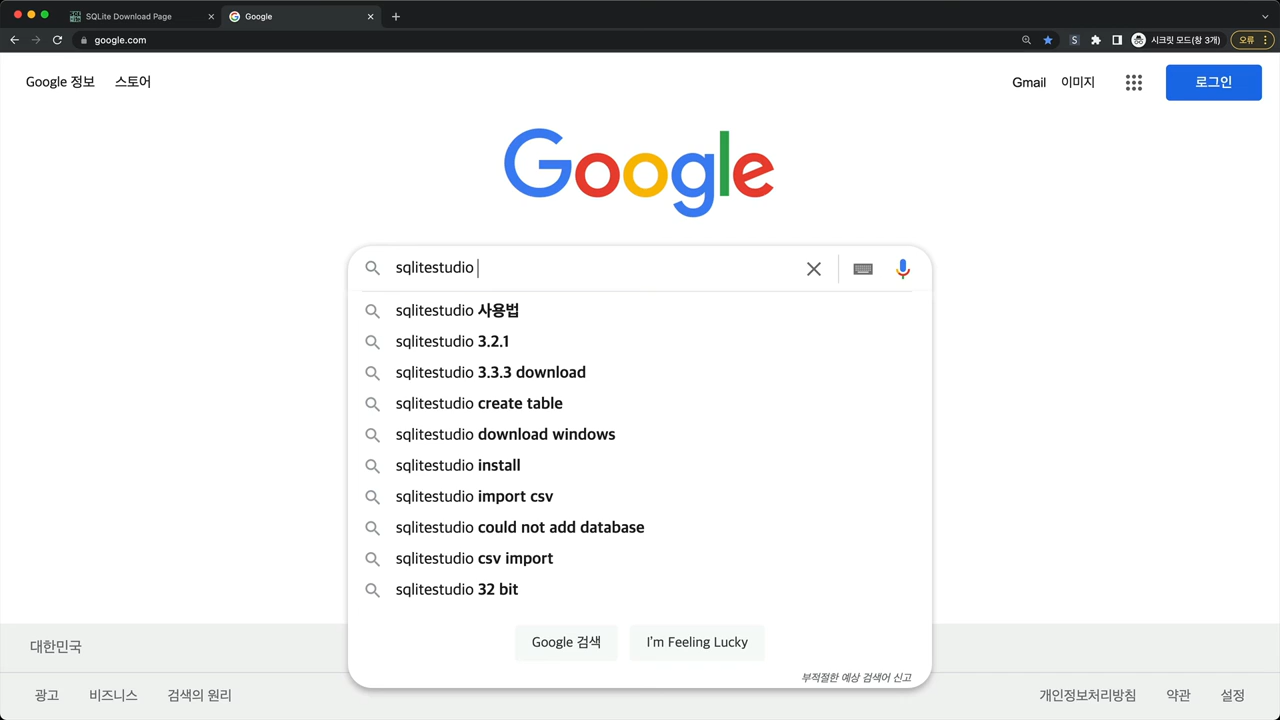 SQLite Download Page
Google
google.com
시크릿 모드(창 3개)
오류
Google 정보
스토어
Gmail
이미지
로그인
Google
sqlitestudio
sqlitestudio 사용법
sqlitestudio 3.2.1
sqlitestudio 3.3.3 download
sqlitestudio create table
sqlitestudio download windows
sqlitestudio install
sqlitestudio import csv
sqlitestudio could not add database
sqlitestudio csv import
sqlitestudio 32 bit
Google 검색
I'm Feeling Lucky
부적절한 예상 검색어 신고
대한민국
광고
비즈니스
검색의 원리
개인정보처리방침
약관
설정